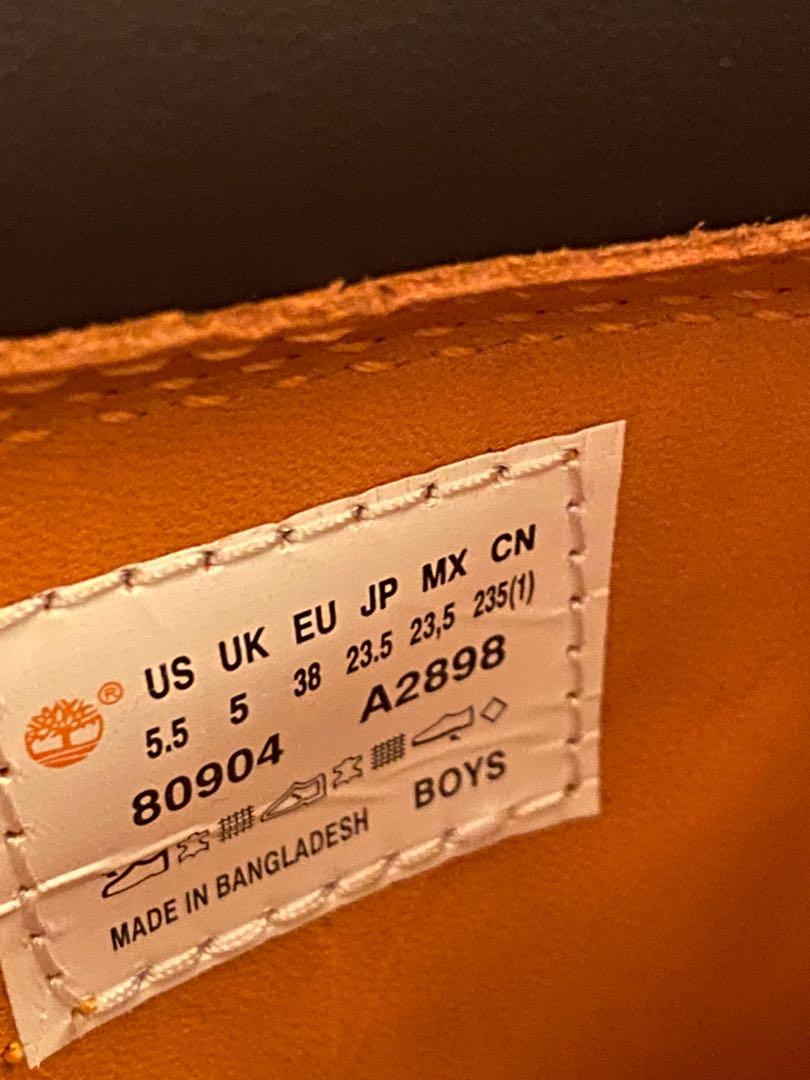 ®
US UK EU JP MX CN
5.5 5 38 23.5 23,5 235(1)
80904 A2898
MADE IN BANGLADESH BOYS